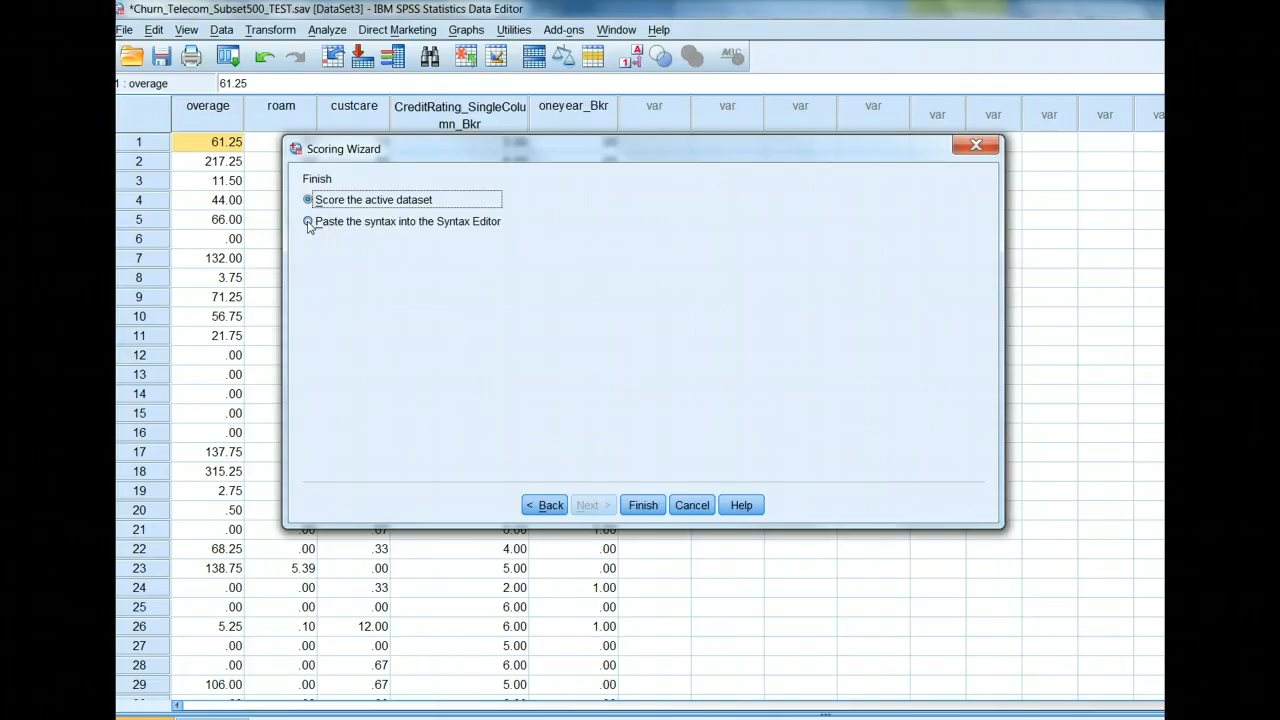 *Churn_Telecom_Subset500_TEST.sav [DataSet3] - IBM SPSS Statistics Data Editor
File Edit View Data Transform Analyze Direct Marketing Graphs Utilities Add-ons Window Help
1 : overage 61.25
overage roam custcare CreditRating_SingleColu oneyear_Bkr var var var var var var var
mn_Bkr
1 61.25
Scoring Wizard
2 217.25
Finish
3 11.50
4 44.00 Score the active dataset
5 66.00 Paste the syntax into the Syntax Editor
6 .00
7 132.00
8 3.75
9 71.25
10 56.75
11 21.75
12 .00
13 .00
14 .00
15 .00
16 .00
17 137.75
18 315.25
19 2.75
< Back Next > Finish Cancel Help
20 .50
21 .00 .00 .67 6.00 1.00
22 68.25 .00 .33 4.00 .00
23 138.75 5.39 .00 5.00 .00
24 .00 .00 .33 2.00 1.00
25 .00 .00 .00 6.00 .00
26 5.25 .10 12.00 6.00 1.00
27 .00 .00 .00 5.00 .00
28 .00 .00 .67 6.00 .00
29 106.00 .00 .67 5.00 .00